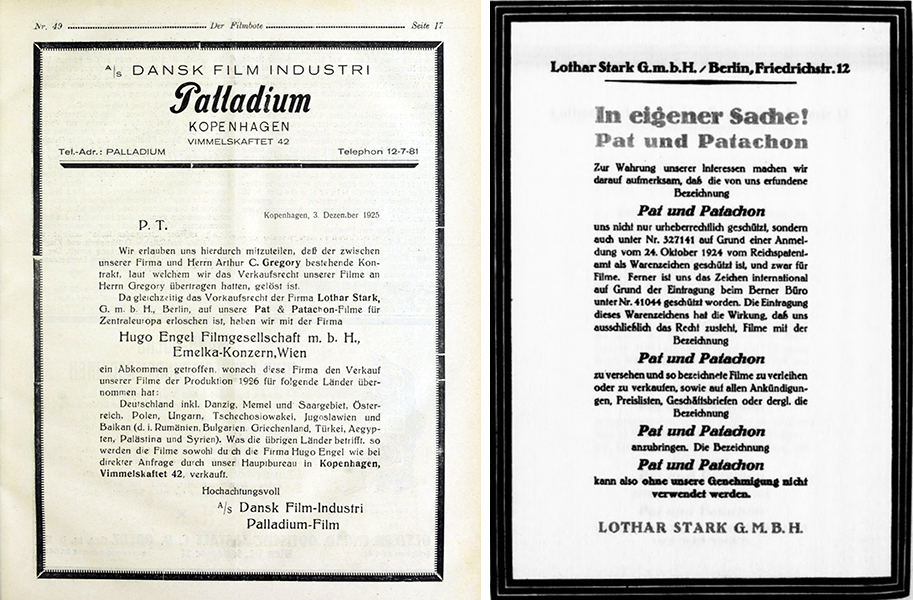 Nr. 49 Der Filmbote Seite 17
A/S DANSK FILM INDUSTRI
Palladium
KOPENHAGEN
VIMMELSKAFTET 42
Tel.-Adr.: PALLADIUM Telephon 12-7-81
Kopenhagen, 3. Dezember 1925
P. T.
Wir erlauben uns hierdurch mitzuteilen, daß der zwischen
unserer Firma und Herrn Arthur C. Gregory bestehende Kon-
trakt, laut welchem wir das Verkaufsrecht unserer Filme an
Herrn Gregory übertragen hatten, gelöst ist.
Da gleichzeitig das Vorkaufsrecht der Firma Lothar Stark,
G. m. b. H., Berlin, auf unsere Pat & Patachon-Filme für
Zentraleuropa erloschen ist, haben wir mit der Firma
Hugo Engel Filmgesellschaft m. b. H.,
Emelka-Konzern, Wien
ein Abkommen getroffen, wonach diese Firma den Verkauf
unserer Filme der Produktion 1926 für folgende Länder über-
nommen hat:
Deutschland inkl. Danzig, Memel und Saargebiet, Öster-
reich, Polen, Ungarn, Tschechoslowakei, Jugoslawien und
Balkan (d. i. Rumänien, Bulgarien, Griechenland, Türkei, Aegyp-
ten, Palästina und Syrien). Was die übrigen Länder betrifft, so
werden die Filme sowohl durch die Firma Hugo Engel wie bei
direkter Anfrage durch unser Hauptbureau in Kopenhagen,
Vimmelskaftet 42, verkauft.
Hochachtungsvoll
A/S Dansk Film-Industri
Palladium-Film
Lothar Stark G.m.b.H. / Berlin, Friedrichstr. 12
In eigener Sache!
Pat und Patachon
Zur Wahrung unserer Interessen machen wir
darauf aufmerksam, daß die von uns erfundene
Bezeichnung
Pat und Patachon
uns nicht nur urheberrechtlich geschützt, sondern
auch unter Nr. 327141 auf Grund einer Anmel-
dung vom 24. Oktober 1924 vom Reichspatent-
amt als Warenzeichen geschützt ist, und zwar für
Filme. Ferner ist uns das Zeichen international
auf Grund der Eintragung beim Berner Büro
unter Nr. 41044 geschützt worden. Die Eintragung
dieses Warenzeichens hat die Wirkung, daß uns
ausschließlich das Recht zusteht, Filme mit der
Bezeichnung
Pat und Patachon
zu versehen und so bezeichnete Filme zu verleihen
oder zu verkaufen, sowie auf allen Ankündigun-
gen, Preislisten, Geschäftsbriefen oder dergl. die
Bezeichnung
Pat und Patachon
anzubringen. Die Bezeichnung
Pat und Patachon
kann also ohne unsere Genehmigung nicht
verwendet werden.
LOTHAR STARK G. M. B. H.